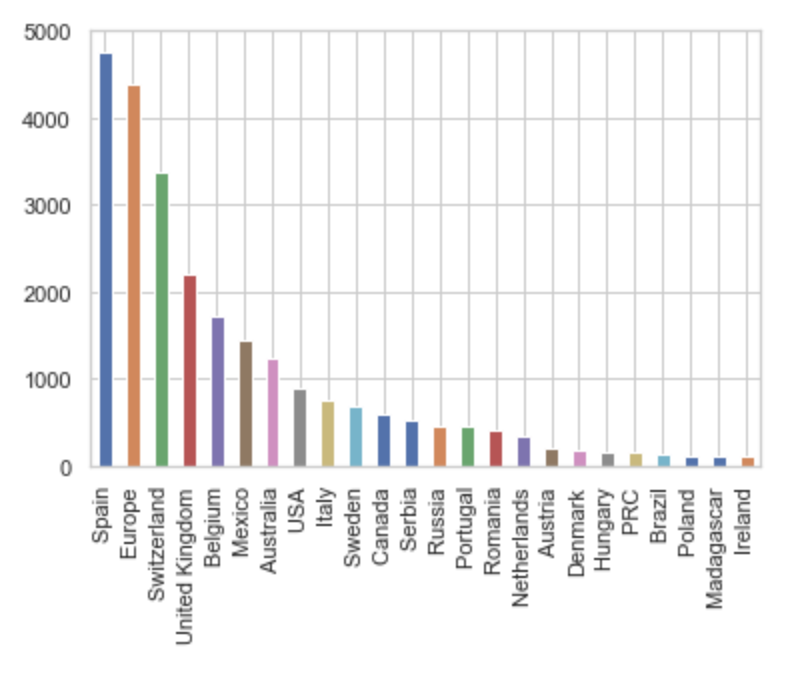 5000
4000
3000
2000
1000
0
Spain
Europe
Switzerland
United Kingdom
Belgium
Mexico
Australia
USA
Italy
Sweden
Canada
Serbia
Russia
Portugal
Romania
Netherlands
Austria
Denmark
Hungary
PRC
Brazil
Poland
Madagascar
Ireland